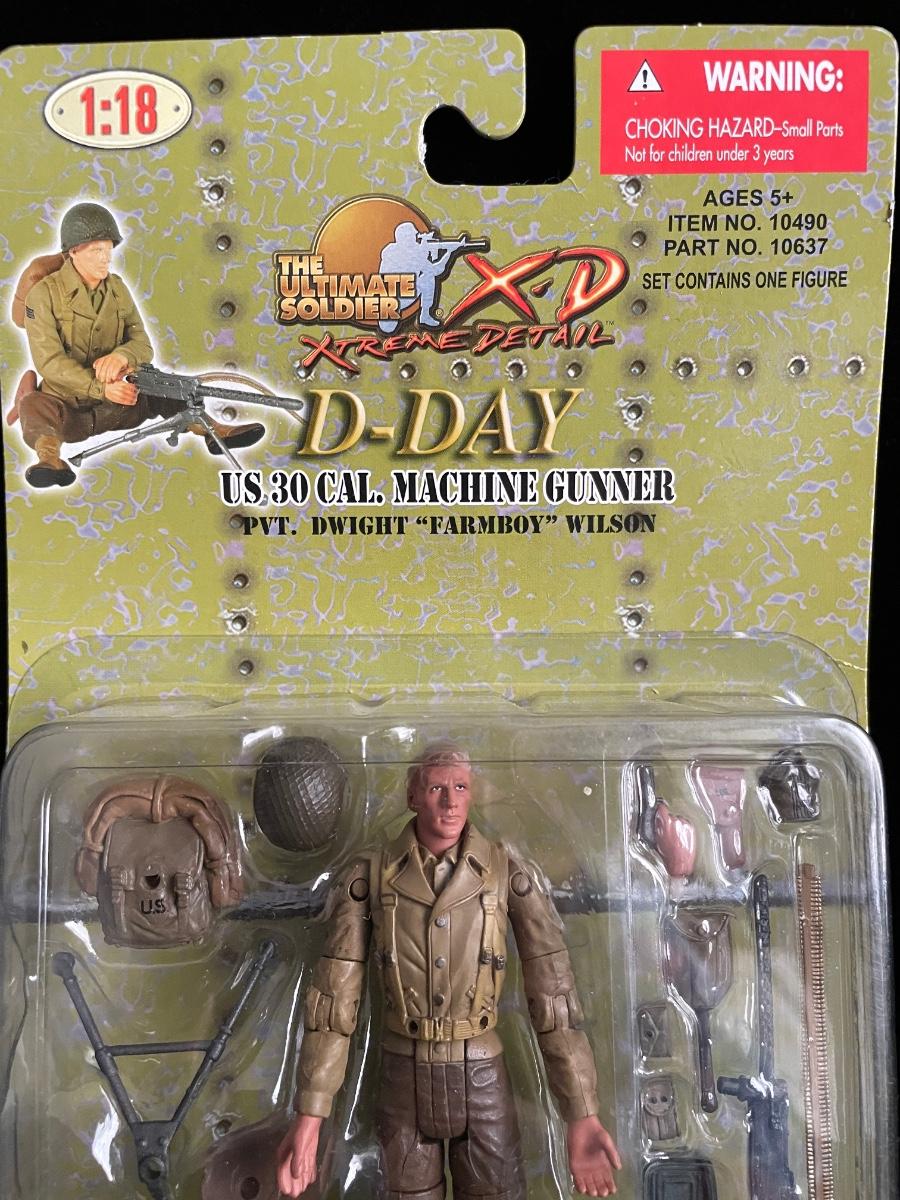 1:18
WARNING:
CHOKING HAZARD–Small Parts
Not for children under 3 years
AGES 5+
ITEM NO. 10490
PART NO. 10637
SET CONTAINS ONE FIGURE
THE
ULTIMATE
SOLDIER®
X·D
XTREME DETAIL™
D-DAY
US.30 CAL. MACHINE GUNNER
PVT. DWIGHT “FARMBOY” WILSON
U.S.